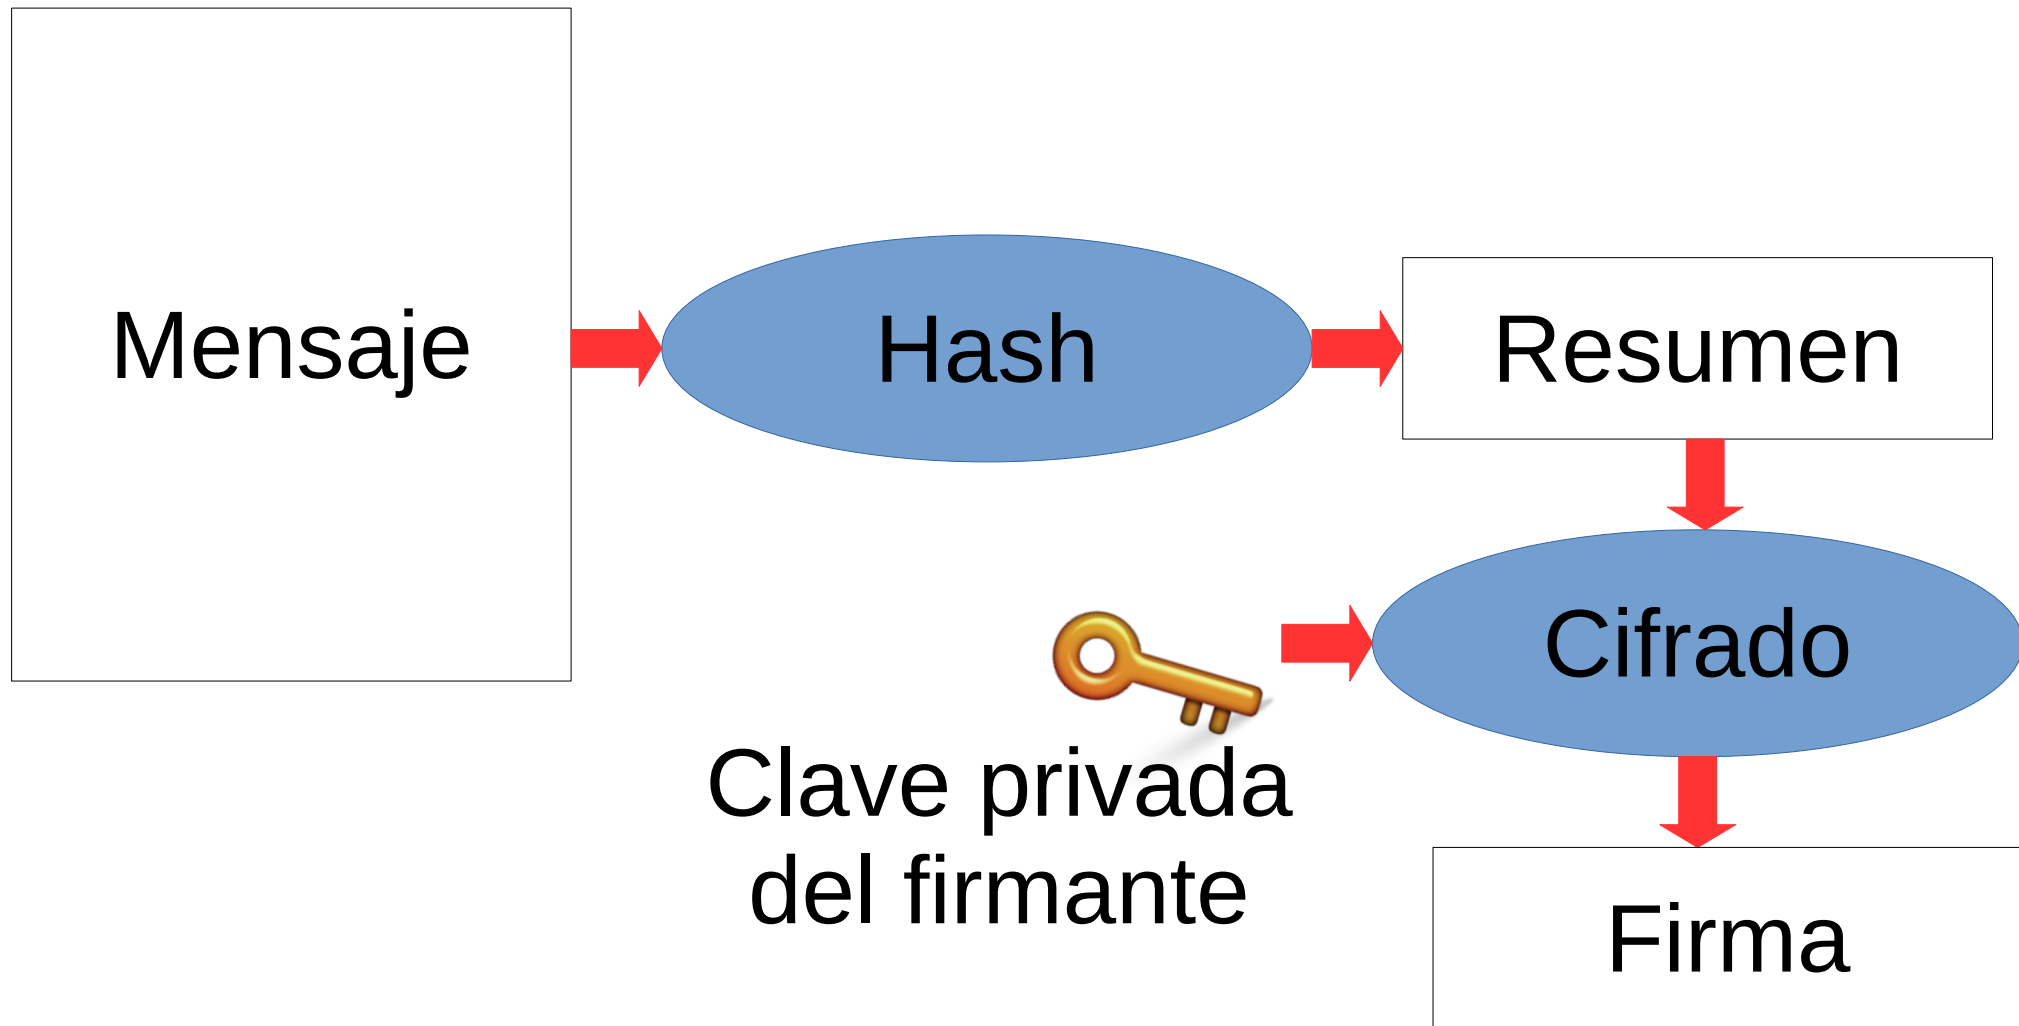 Mensaje
Hash
Resumen
Cifrado
Clave privada
del firmante
Firma